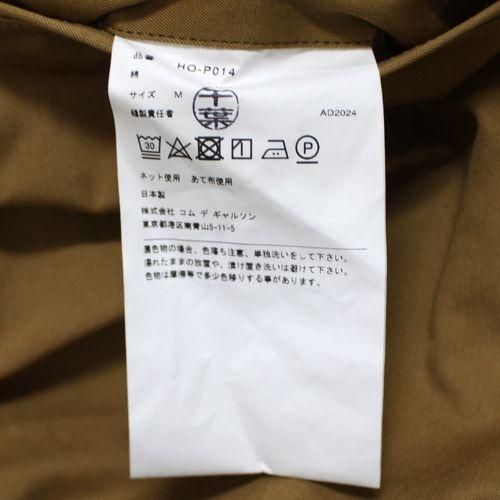 品番 HO-P014
綿
サイズ M
縫製責任者 千葉 AD2024
30 P
ネット使用 あて布使用
日本製
株式会社 コム デ ギャルソン
東京都港区南青山5-11-5
濃色物の場合、色落ち注意、単独洗いをして下さい。
濡れたままの放置や、漬け置き洗いは避けて下さい。
色物は摩擦等で多少色移りする事があります。